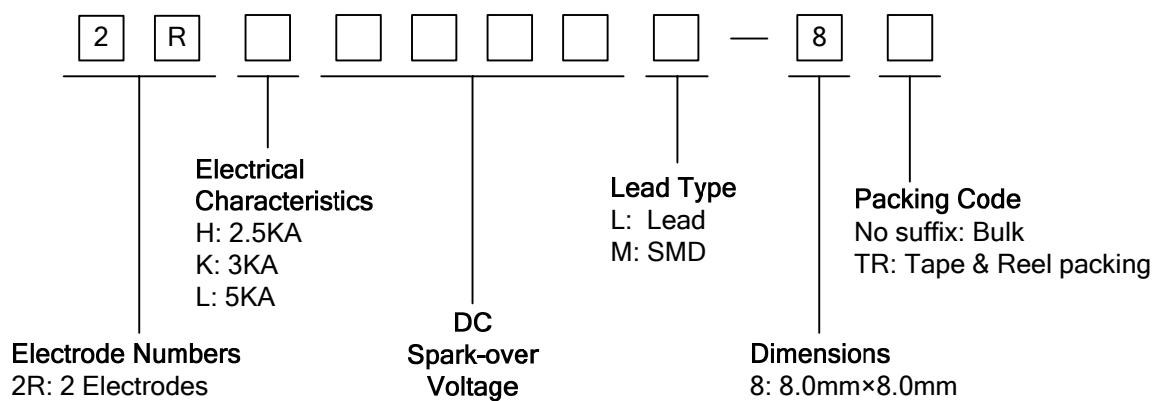 2 R — 8
Electrical
Characteristics
H: 2.5KA
K: 3KA
L: 5KA
Lead Type
L: Lead
M: SMD
Packing Code
No suffix: Bulk
TR: Tape & Reel packing
Electrode Numbers
2R: 2 Electrodes
DC
Spark-over
Voltage
Dimensions
8: 8.0mm×8.0mm